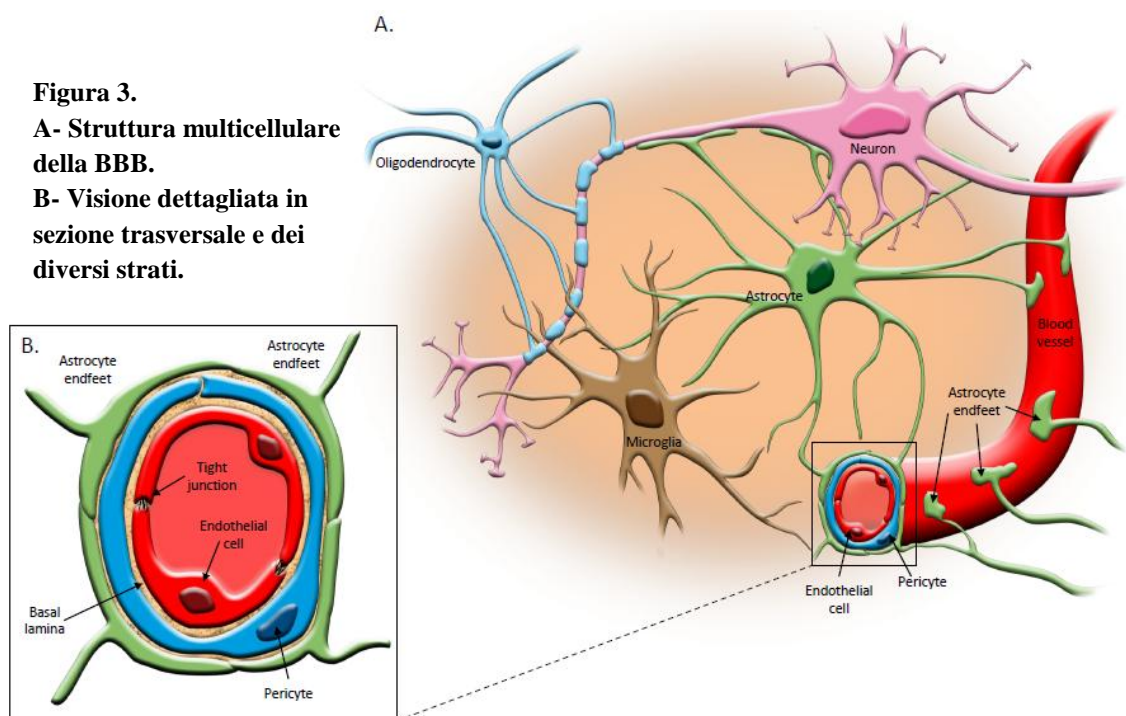 Figura 3.
A- Struttura multicellulare
della BBB.
B- Visione dettagliata in
sezione trasversale e dei
diversi strati.
A.
Oligodendrocyte
Neuron
Astrocyte
Blood
vessel
Microglia
Astrocyte
endfeet
Endothelial
cell
Pericyte
B.
Astrocyte
endfeet
Astrocyte
endfeet
Tight
junction
Endothelial
cell
Basal
lamina
Pericyte